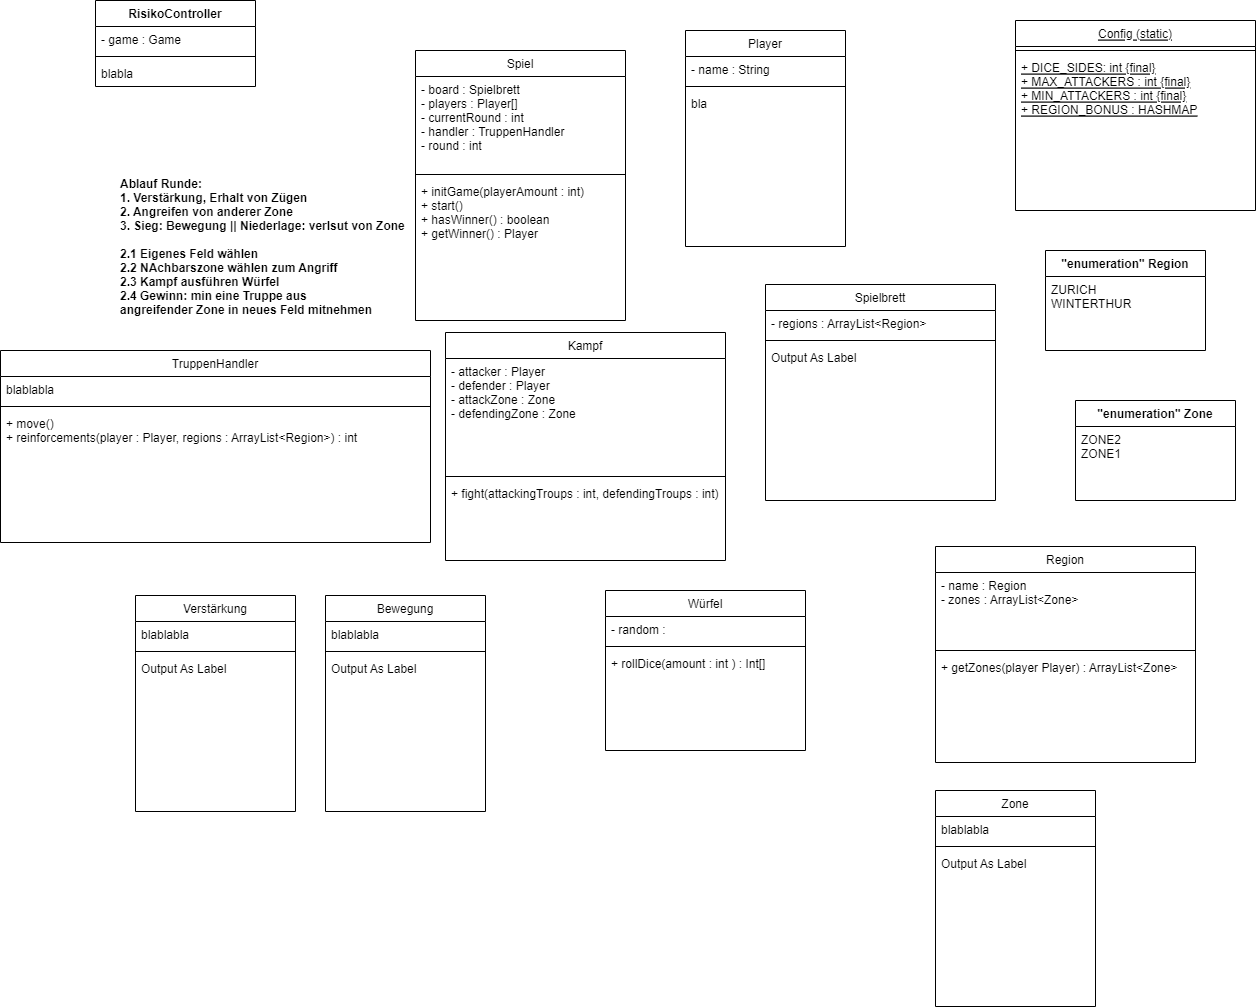 RisikoController
- game : Game
blabla
Spiel
- board : Spielbrett
- players : Player[]
- currentRound : int
- handler : TruppenHandler
- round : int
+ initGame(playerAmount : int)
+ start()
+ hasWinner() : boolean
+ getWinner() : Player
Player
- name : String
bla
Config (static)
+ DICE_SIDES: int {final}
+ MAX_ATTACKERS : int {final}
+ MIN_ATTACKERS : int {final}
+ REGION_BONUS : HASHMAP
Ablauf Runde:
1. Verstärkung, Erhalt von Zügen
2. Angreifen von anderer Zone
3. Sieg: Bewegung || Niederlage: verlsut von Zone
2.1 Eigenes Feld wählen
2.2 NAchbarszone wählen zum Angriff
2.3 Kampf ausführen Würfel
2.4 Gewinn: min eine Truppe aus
angreifender Zone in neues Feld mitnehmen
"enumeration" Region
ZURICH
WINTERTHUR
Spielbrett
- regions : ArrayList<Region>
Output As Label
TruppenHandler
blablabla
+ move()
+ reinforcements(player : Player, regions : ArrayList<Region>) : int
Kampf
- attacker : Player
- defender : Player
- attackZone : Zone
- defendingZone : Zone
+ fight(attackingTroups : int, defendingTroups : int)
"enumeration" Zone
ZONE2
ZONE1
Region
- name : Region
- zones : ArrayList<Zone>
+ getZones(player Player) : ArrayList<Zone>
Verstärkung
blablabla
Output As Label
Bewegung
blablabla
Output As Label
Würfel
- random :
+ rollDice(amount : int ) : Int[]
Zone
blablabla
Output As Label